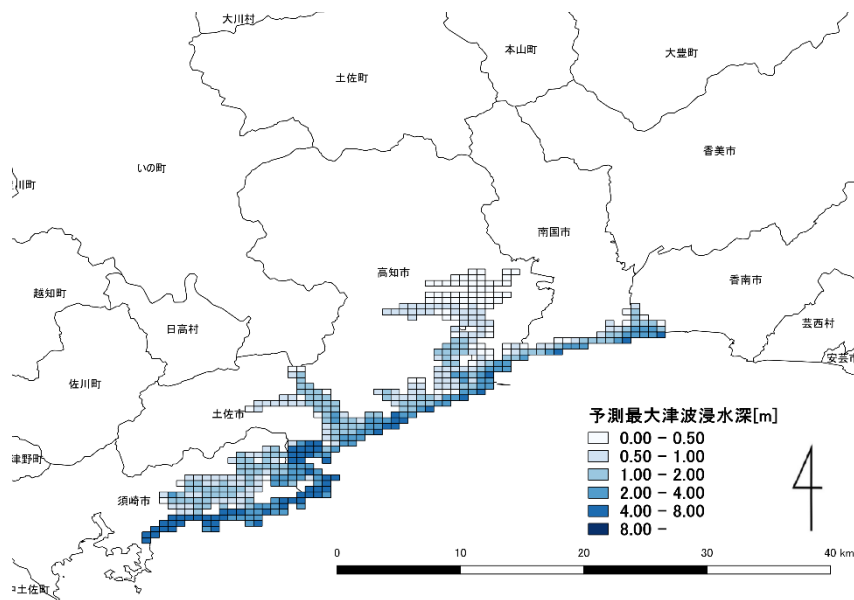 大川村
本山町
大豊町
土佐町
香美市
いの町
川町
南国市
高知市
香南市
越知町
日高村
芸西村
安芸市
佐川町
土佐市
津野町
須崎市
中土佐町
予測最大津波浸水深[m]
0.00 - 0.50
0.50 - 1.00
1.00 - 2.00
2.00 - 4.00
4.00 - 8.00
8.00 -
0 10 20 30 40 km